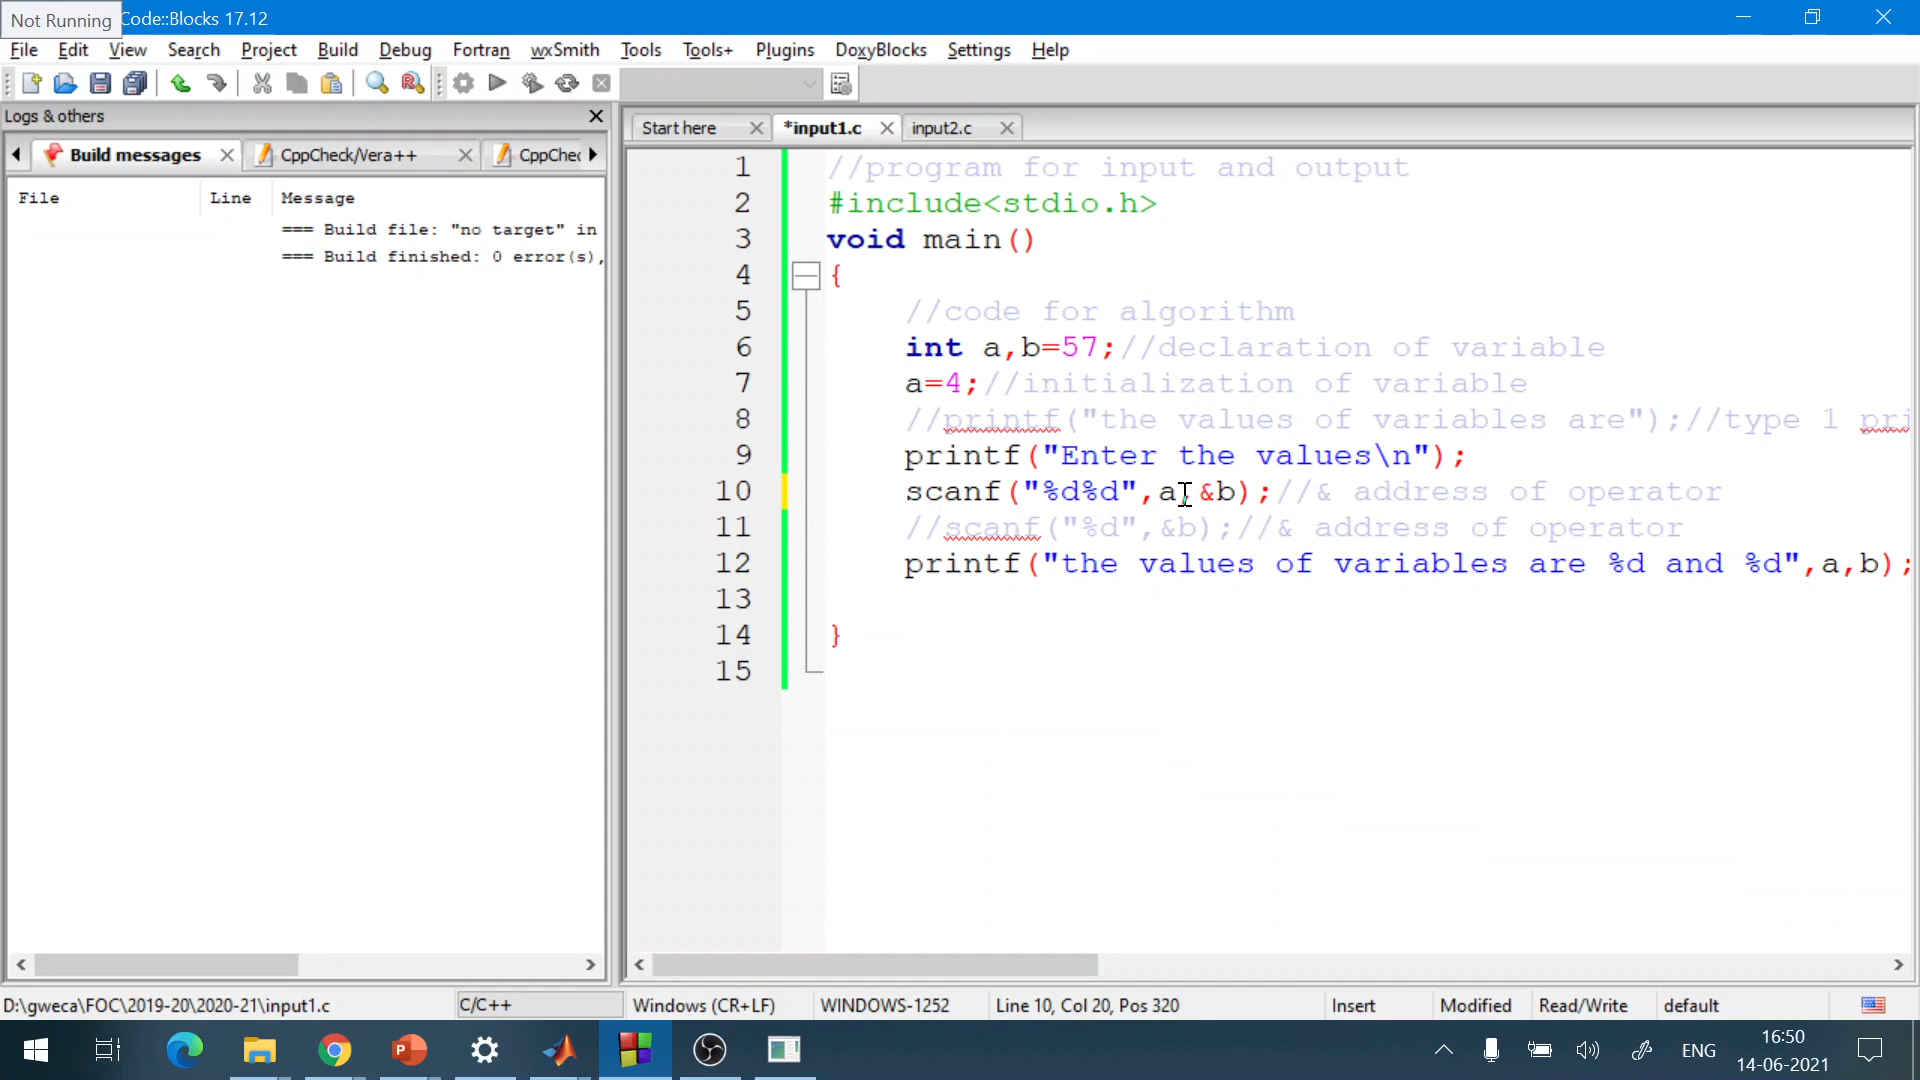 Not Running
Code::Blocks 17.12
File Edit View Search Project Build Debug Fortran wxSmith Tools Tools+ Plugins DoxyBlocks Settings Help
Logs & others
Build messages CppCheck/Vera++ CppChec
File Line Message
=== Build file: "no target" in
=== Build finished: 0 error(s),
Start here *input1.c input2.c
1 //program for input and output
2 #include<stdio.h>
3 void main()
4 {
5 //code for algorithm
6 int a,b=57;//declaration of variable
7 a=4;//initialization of variable
8 //printf("the values of variables are");//type 1 pri
9 printf("Enter the values\n");
10 scanf("%d%d",a,&b);//& address of operator
11 //scanf("%d",&b);//& address of operator
12 printf("the values of variables are %d and %d",a,b);
13
14 }
15
D:\gweca\FOC\2019-20\2020-21\input1.c C/C++ Windows (CR+LF) WINDOWS-1252 Line 10, Col 20, Pos 320 Insert Modified Read/Write default
ENG
16:50
14-06-2021